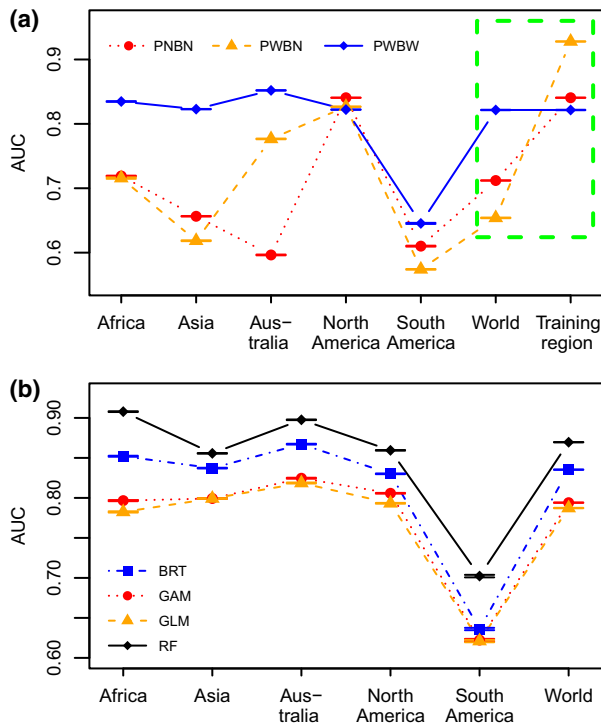 (a)
PNBN PWBN PWBW
AUC
0.9
0.8
0.7
0.6
Africa Asia Aus− North South World Training
tralia America America region
(b)
AUC
0.90
0.80
0.70
0.60
BRT
GAM
GLM
RF
Africa Asia Aus− North South World
tralia America America